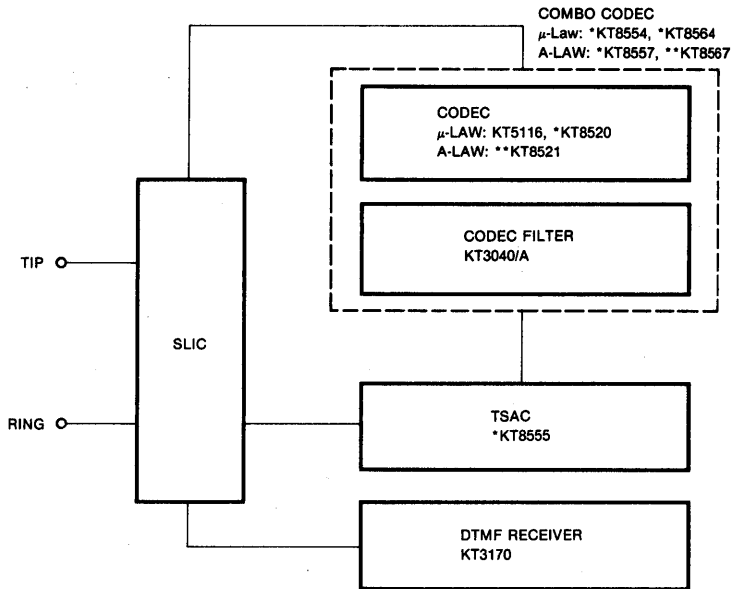 COMBO CODEC
μ-Law: *KT8554, *KT8564
A-LAW: *KT8557, **KT8567
CODEC
μ-LAW: KT5116, *KT8520
A-LAW: **KT8521
CODEC FILTER
KT3040/A
TIP
SLIC
RING
TSAC
*KT8555
DTMF RECEIVER
KT3170